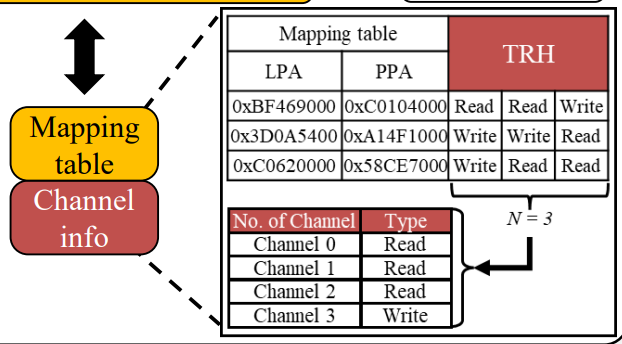 Mapping table
TRH
LPA PPA
0xBF469000 0xC0104000 Read Read Write
0x3D0A5400 0xA14F1000 Write Write Read
0xC0620000 0x58CE7000 Write Read Read
Mapping
table
Channel
info
N = 3
No. of Channel Type
Channel 0 Read
Channel 1 Read
Channel 2 Read
Channel 3 Write